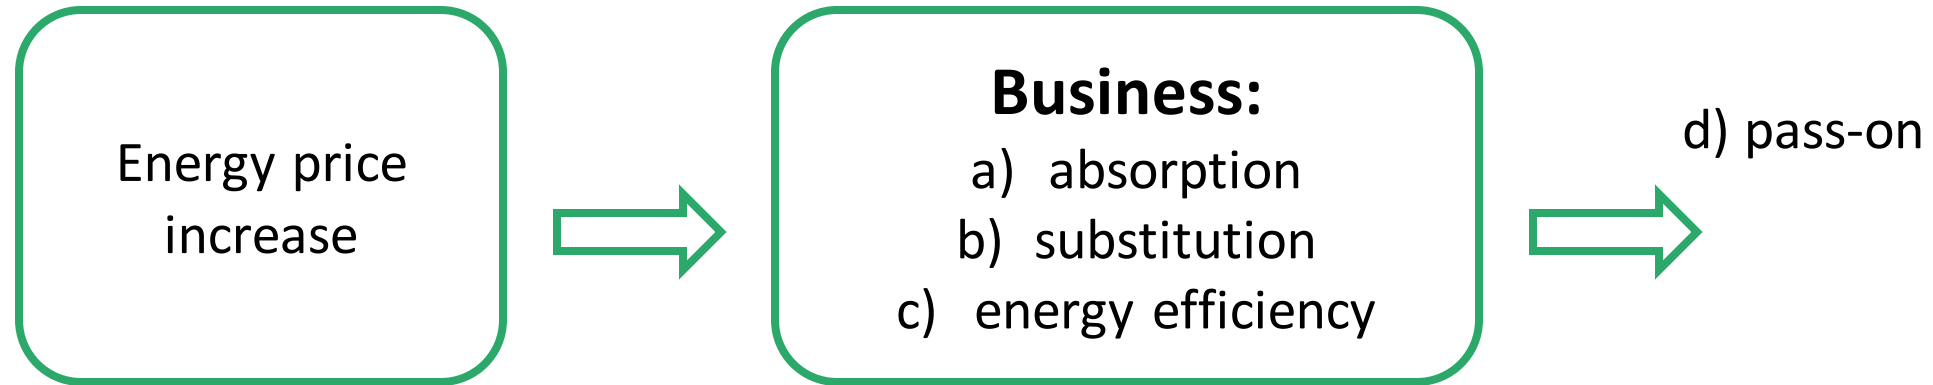 Energy price
increase
Business:
a) absorption
b) substitution
c) energy efficiency
d) pass-on